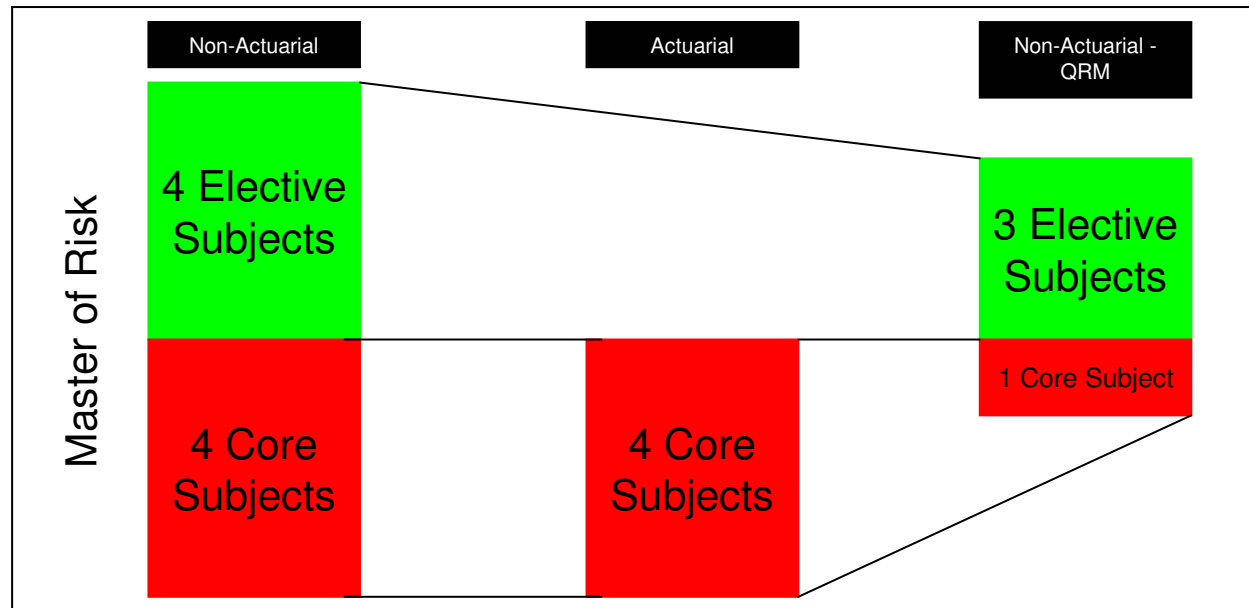 Non-Actuarial
Actuarial
Non-Actuarial -
QRM
Master of Risk
4 Elective
Subjects
3 Elective
Subjects
1 Core Subject
4 Core
Subjects
4 Core
Subjects